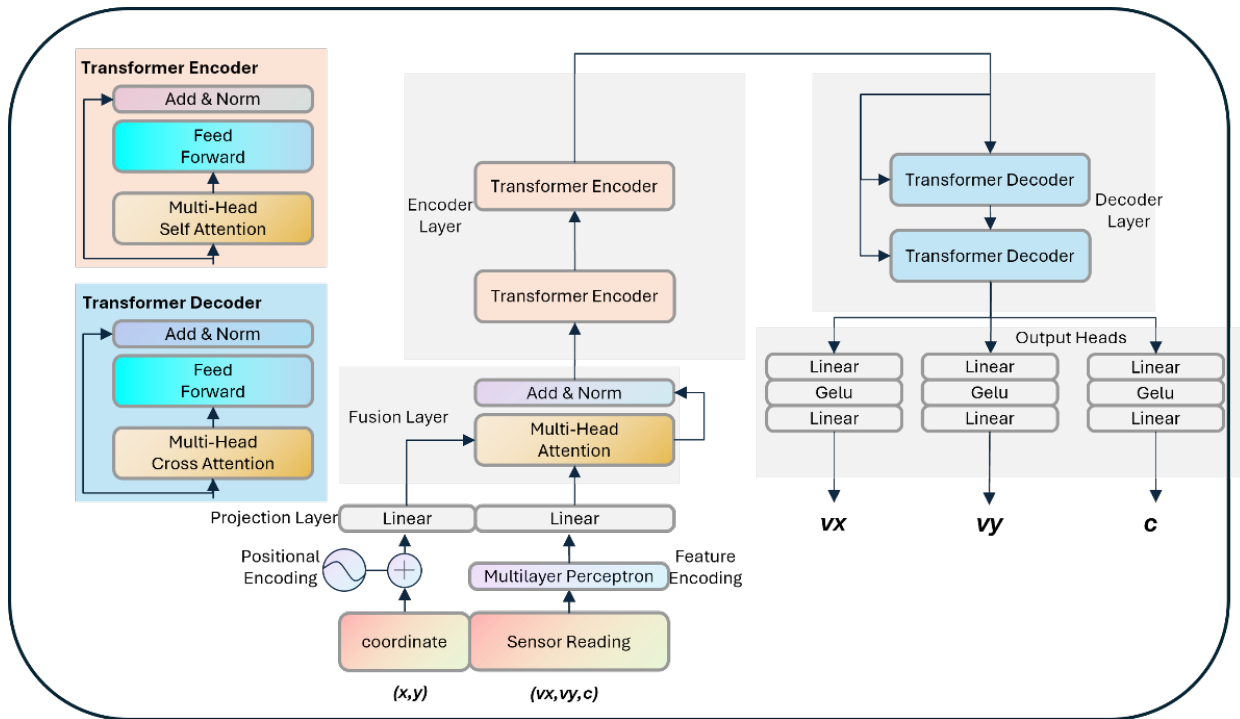 Transformer Encoder
Add & Norm
Feed
Forward
Multi-Head
Self Attention
Transformer Decoder
Add & Norm
Feed
Forward
Multi-Head
Cross Attention
Encoder
Layer
Transformer Encoder
Transformer Encoder
Fusion Layer
Add & Norm
Multi-Head
Attention
Projection Layer
Linear
Linear
Positional
Encoding
Multilayer Perceptron
Feature
Encoding
coordinate
Sensor Reading
(x,y)
(vx,vy,c)
Transformer Decoder
Transformer Decoder
Decoder
Layer
Output Heads
Linear
Gelu
Linear
Linear
Gelu
Linear
Linear
Gelu
Linear
vx
vy
c